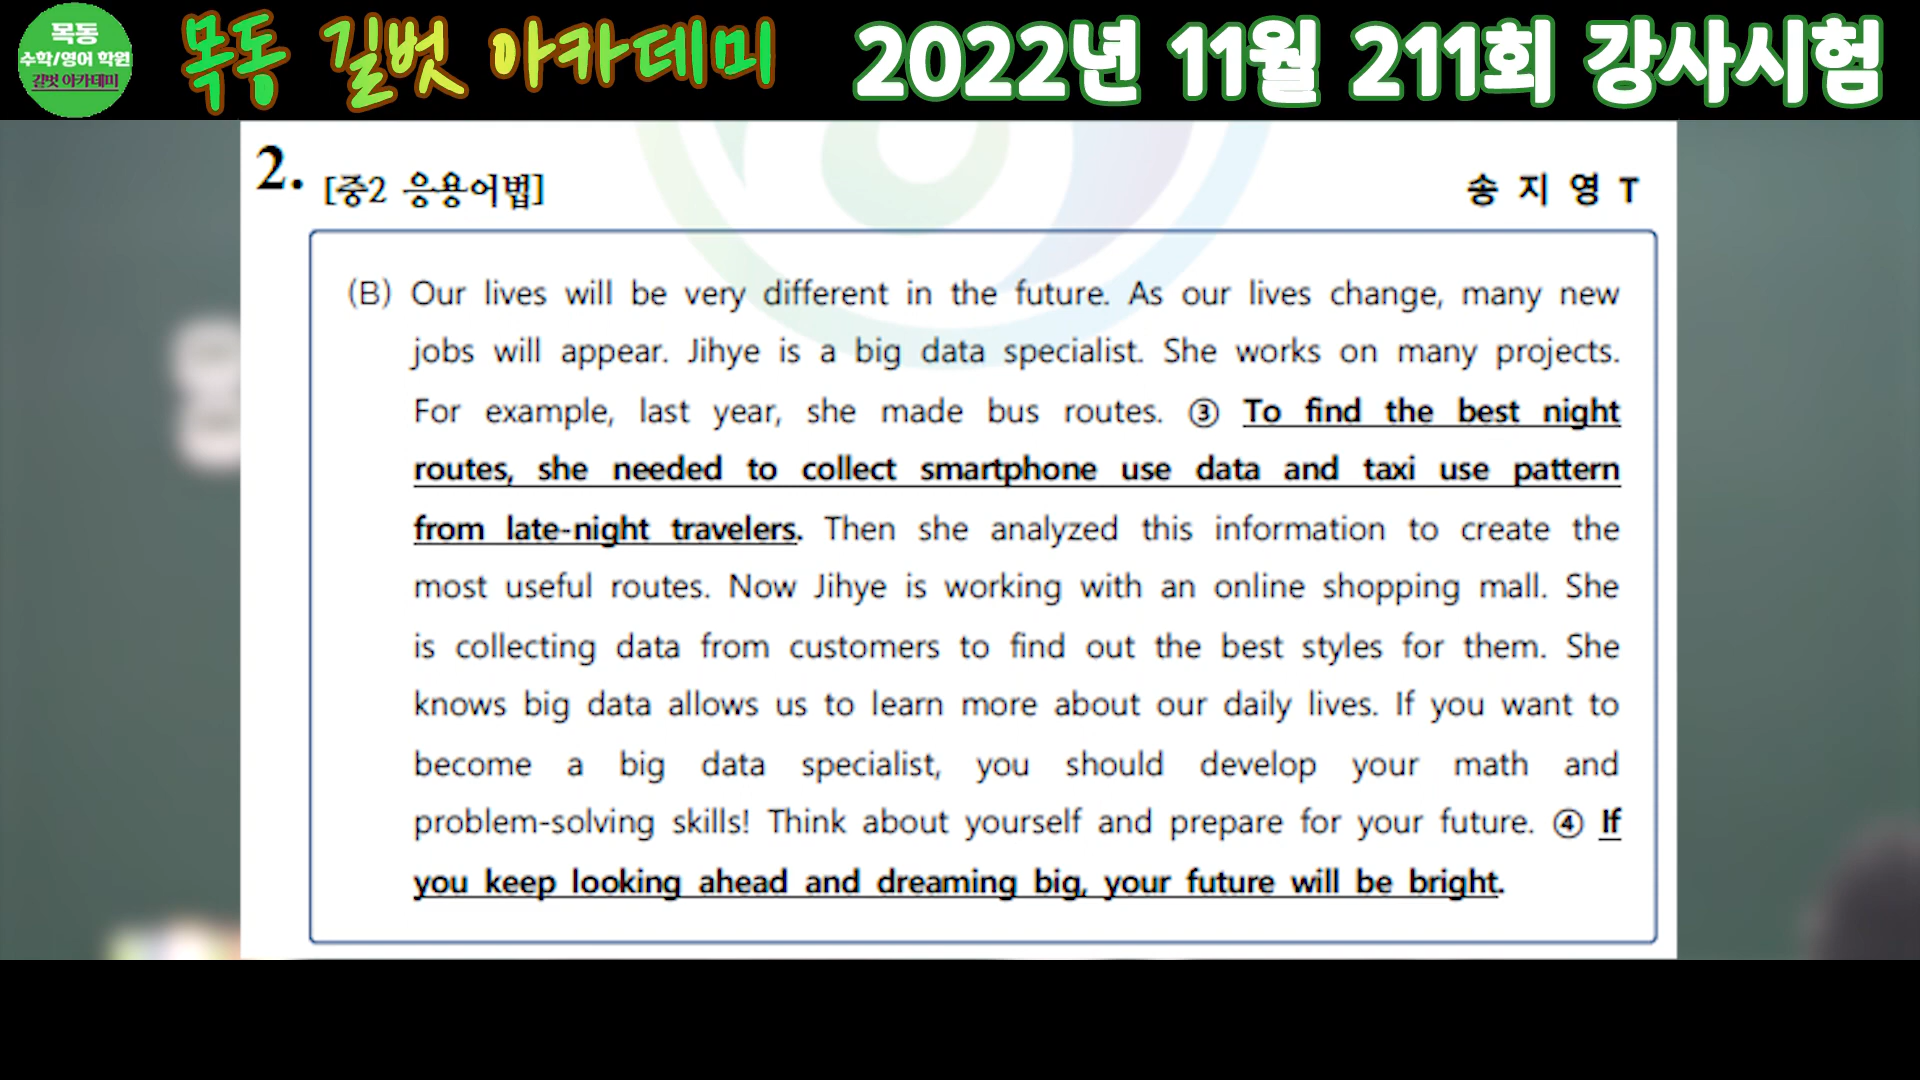 목동
수학/영어 학원
길벗 아카데미
목동 길벗 아카데미
2022년 11월 211회 강사시험
2. [중2 응용어법]
송 지 영 T
(B) Our lives will be very different in the future. As our lives change, many new
jobs will appear. Jihye is a big data specialist. She works on many projects.
For example, last year, she made bus routes. ③ To find the best night
routes, she needed to collect smartphone use data and taxi use pattern
from late-night travelers. Then she analyzed this information to create the
most useful routes. Now Jihye is working with an online shopping mall. She
is collecting data from customers to find out the best styles for them. She
knows big data allows us to learn more about our daily lives. If you want to
become a big data specialist, you should develop your math and
problem-solving skills! Think about yourself and prepare for your future. ④ If
you keep looking ahead and dreaming big, your future will be bright.